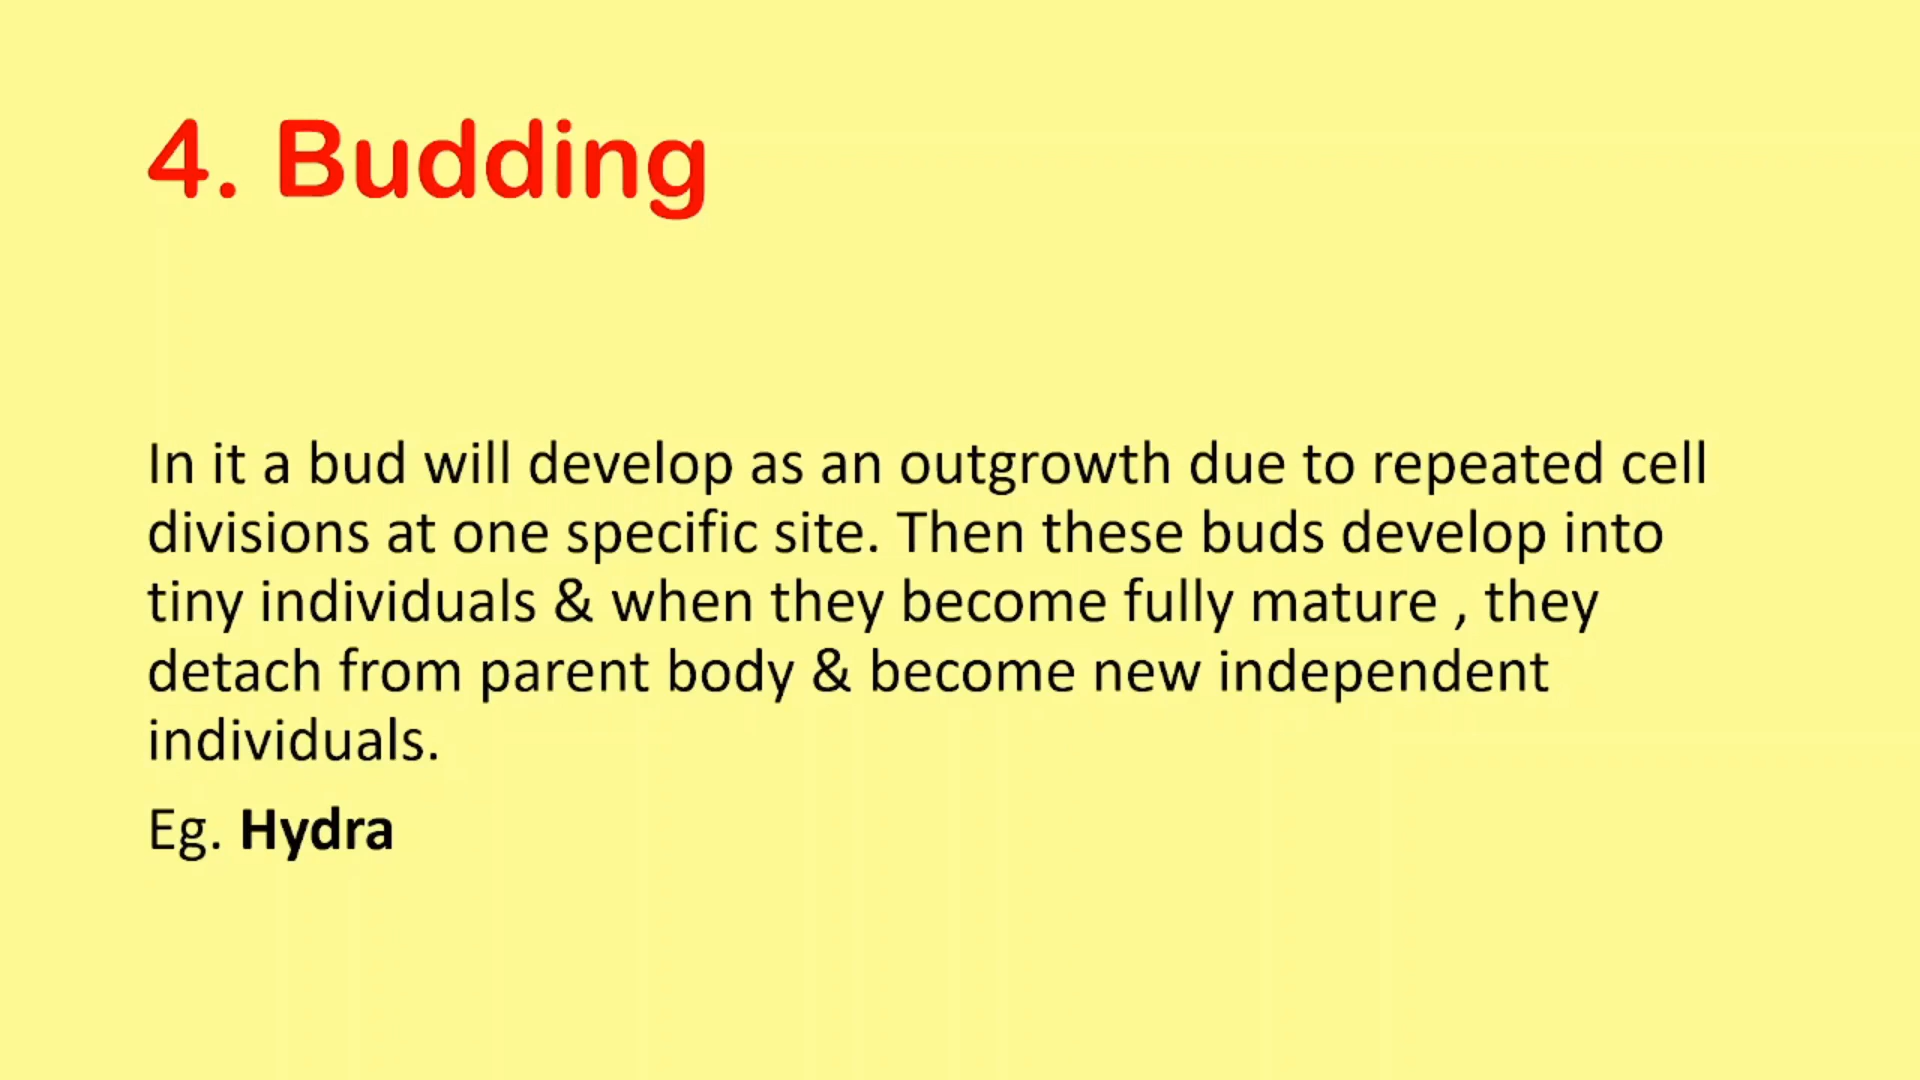 4. Budding
In it a bud will develop as an outgrowth due to repeated cell
divisions at one specific site. Then these buds develop into
tiny individuals & when they become fully mature , they
detach from parent body & become new independent
individuals.
Eg. Hydra